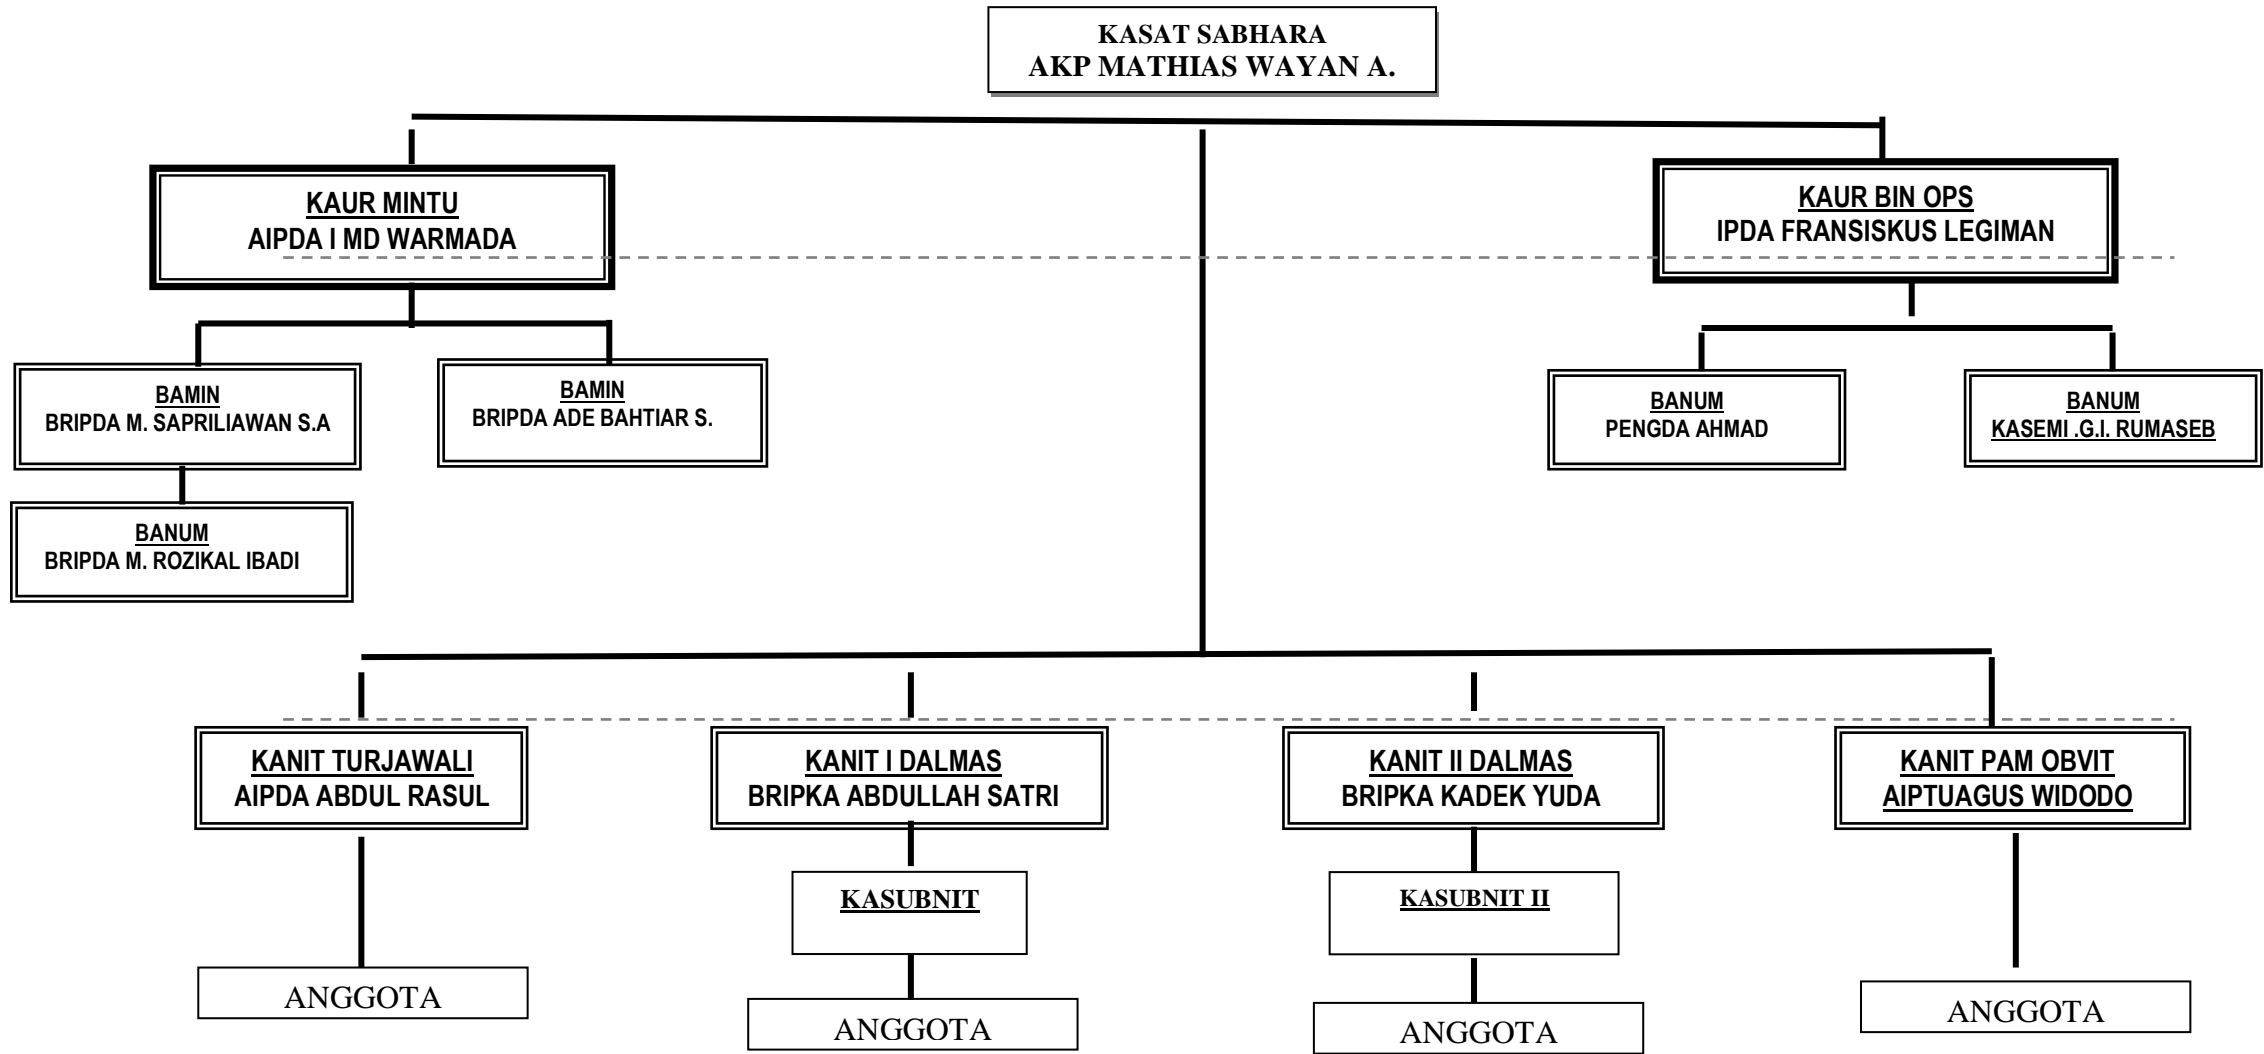 KASAT SABHARA
AKP MATHIAS WAYAN A.
KAUR MINTU
AIPDA I MD WARMADA
KAUR BIN OPS
IPDA FRANSISKUS LEGIMAN
BAMIN
BRIPDA M. SAPRILIAWAN S.A
BAMIN
BRIPDA ADE BAHTIAR S.
BANUM
PENGDA AHMAD
BANUM
KASEMI .G.I. RUMASEB
BANUM
BRIPDA M. ROZIKAL IBADI
KANIT TURJAWALI
AIPDA ABDUL RASUL
KANIT I DALMAS
BRIPKA ABDULLAH SATRI
KANIT II DALMAS
BRIPKA KADEK YUDA
KANIT PAM OBVIT
AIPTUAGUS WIDODO
KASUBNIT
KASUBNIT II
ANGGOTA
ANGGOTA
ANGGOTA
ANGGOTA